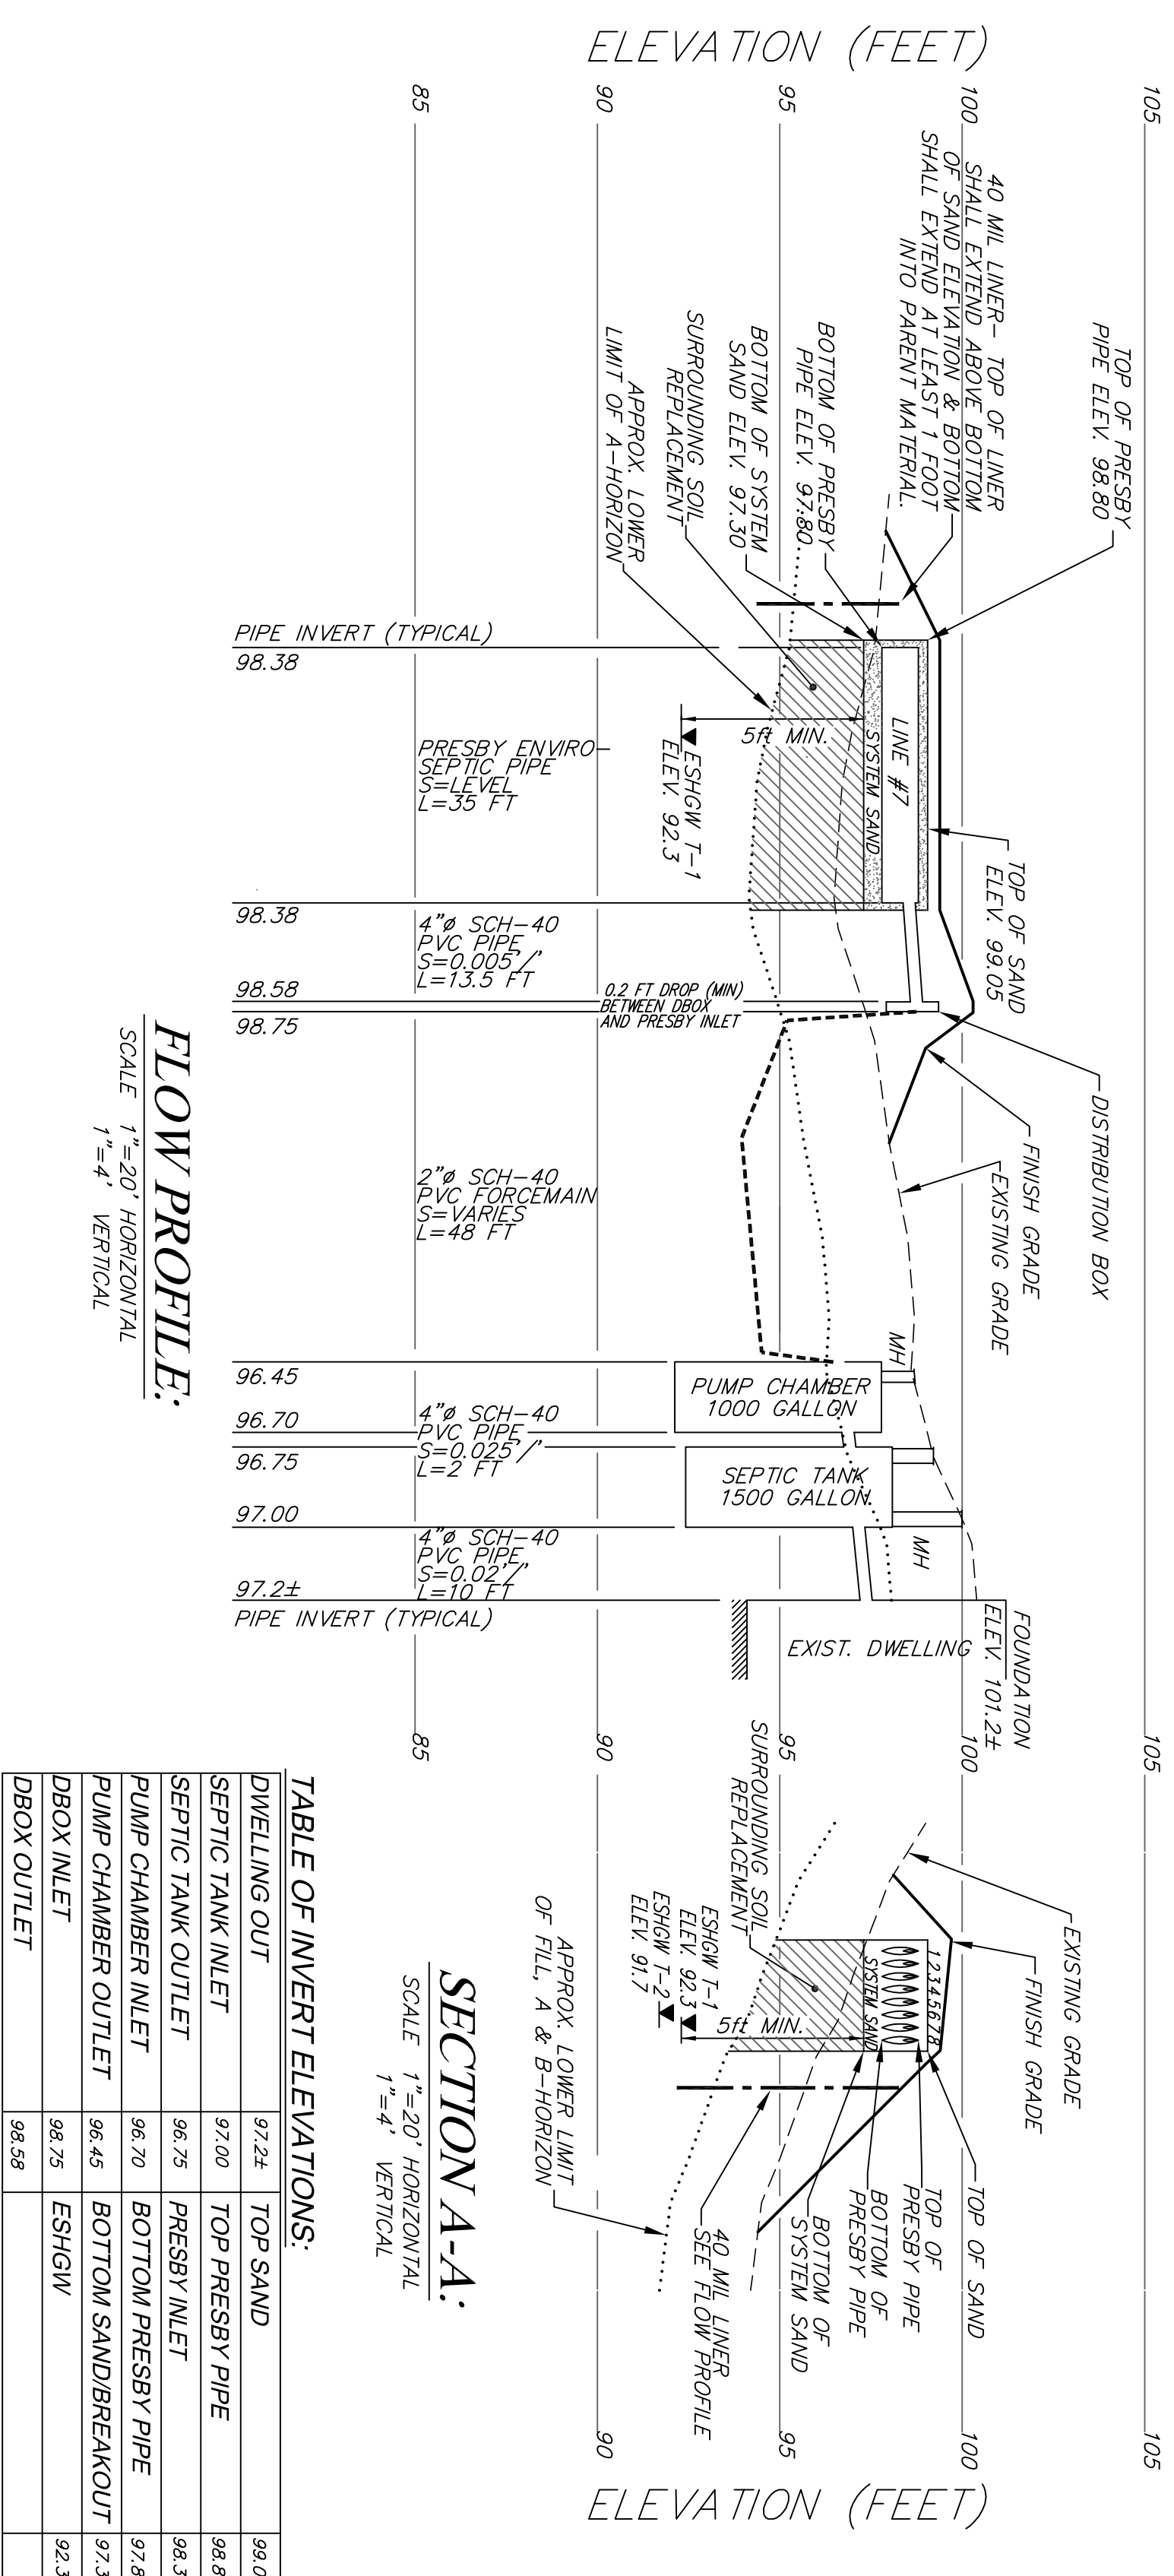 ELEVATION (FEET)
105
100
95
90
85
TOP OF PRESBY
PIPE ELEV. 98.80
40 MIL LINER- TOP OF LINER
SHALL EXTEND ABOVE BOTTOM
OF SAND ELEVATION & BOTTOM
SHALL EXTEND AT LEAST 1 FOOT
INTO PARENT MATERIAL.
BOTTOM OF PRESBY
PIPE ELEV. 97.80
BOTTOM OF SYSTEM
SAND ELEV. 97.30
SURROUNDING SOIL
REPLACEMENT
APPROX. LOWER
LIMIT OF A-HORIZON
TOP OF SAND
ELEV. 99.05
LINE #7
SYSTEM SAND
5ft MIN.
ESHGW T-1
ELEV. 92.3
DISTRIBUTION BOX
FINISH GRADE
EXISTING GRADE
0.2 FT DROP (MIN)
BETWEEN DBOX
AND PRESBY INLET
MH
PUMP CHAMBER
1000 GALLON
SEPTIC TANK
1500 GALLON
MH
FOUNDATION
ELEV. 101.2±
EXIST. DWELLING
PRESBY ENVIRO-
SEPTIC PIPE
S=LEVEL
L=35 FT
4"ø SCH-40
PVC PIPE
S=0.005'/'
L=13.5 FT
2"ø SCH-40
PVC FORCEMAIN
S=VARIES
L=48 FT
4"ø SCH-40
PVC PIPE
S=0.025'/'
L=2 FT
4"ø SCH-40
PVC PIPE
S=0.02'/'
L=10 FT
PIPE INVERT (TYPICAL)
98.38
98.38
98.58
98.75
96.45
96.70
96.75
97.00
97.2±
PIPE INVERT (TYPICAL)
FLOW PROFILE:
SCALE 1"=20' HORIZONTAL
1"=4' VERTICAL
105
100
95
90
85
EXISTING GRADE
FINISH GRADE
1 2 3 4 5 6 7 8
SYSTEM SAND
SURROUNDING SOIL
REPLACEMENT
5ft MIN.
ESHGW T-1
ELEV. 92.3
ESHGW T-2
ELEV. 91.7
TOP OF SAND
TOP OF
PRESBY PIPE
BOTTOM OF
PRESBY PIPE
BOTTOM OF
SYSTEM SAND
40 MIL LINER
SEE FLOW PROFILE
APPROX. LOWER LIMIT
OF FILL, A & B-HORIZON
105
100
95
90
ELEVATION (FEET)
SECTION A-A:
SCALE 1"=20' HORIZONTAL
1"=4' VERTICAL
TABLE OF INVERT ELEVATIONS:
DWELLING OUT 97.2± TOP SAND 99.0
SEPTIC TANK INLET 97.00 TOP PRESBY PIPE 98.8
SEPTIC TANK OUTLET 96.75 PRESBY INLET 98.3
PUMP CHAMBER INLET 96.70 BOTTOM PRESBY PIPE 97.8
PUMP CHAMBER OUTLET 96.45 BOTTOM SAND/BREAKOUT 97.3
DBOX INLET 98.75 ESHGW 92.3
DBOX OUTLET 98.58